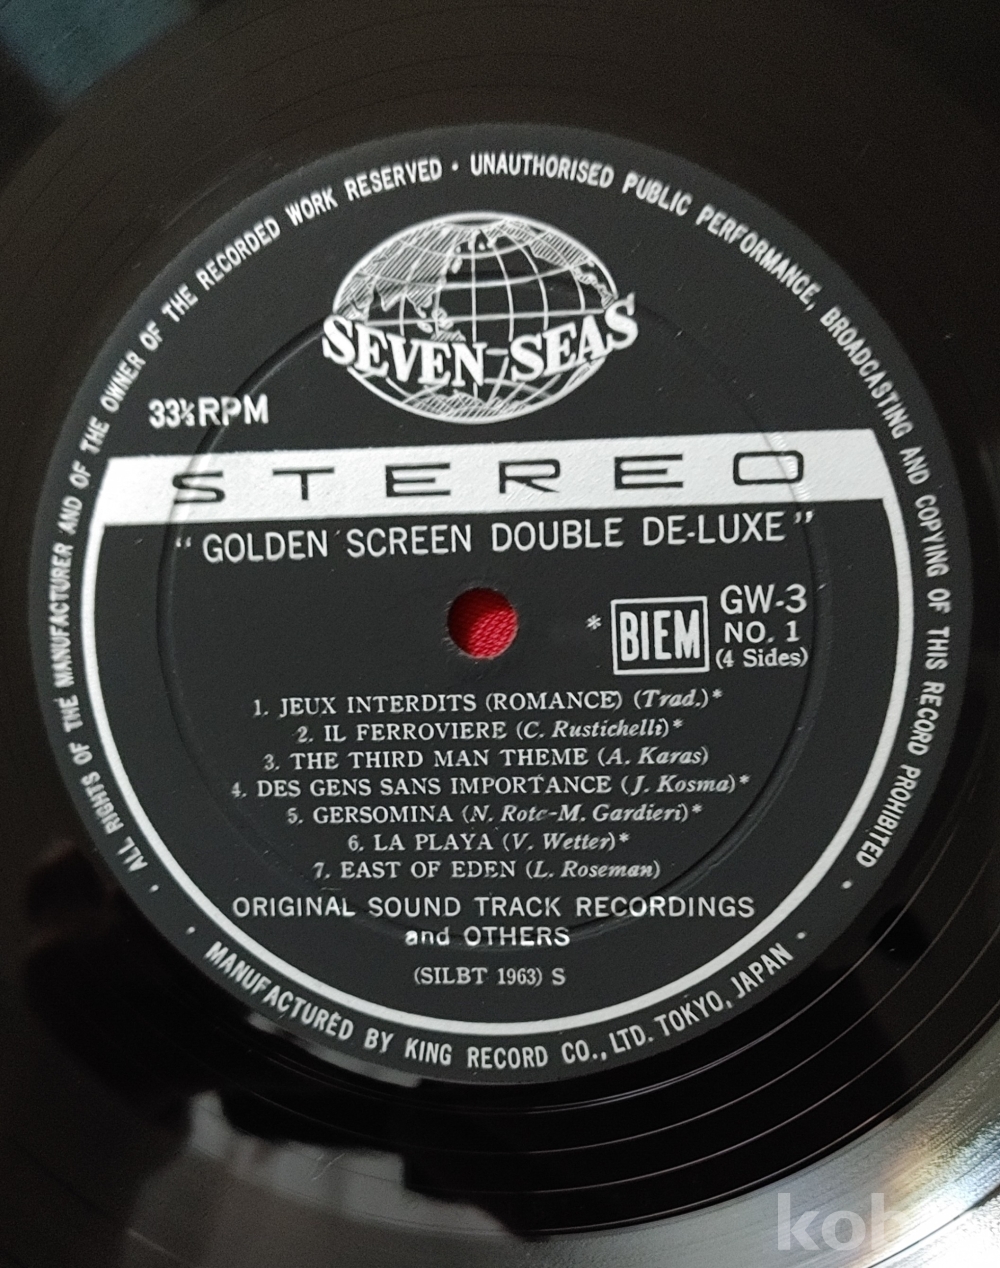 ALL RIGHTS OF THE MANUFACTURER AND OF THE OWNER OF THE RECORDED WORK RESERVED · UNAUTHORISED PUBLIC PERFORMANCE, BROADCASTING AND COPYING OF THIS RECORD PROHIBITED
SEVEN SEAS
33⅓RPM
STEREO
"GOLDEN SCREEN DOUBLE DE-LUXE"
* BIEM
GW-3
NO. 1
(4 Sides)
1. JEUX INTERDITS (ROMANCE) (Trad.)*
2. IL FERROVIERE (C. Rustichelli)*
3. THE THIRD MAN THEME (A. Karas)
4. DES GENS SANS IMPORTANCE (J. Kosma)*
5. GERSOMINA (N. Rote-M. Gardieri)*
6. LA PLAYA (V. Wetter)*
7. EAST OF EDEN (L. Roseman)
ORIGINAL SOUND TRACK RECORDINGS
and OTHERS
(SILBT 1963) S
· MANUFACTURED BY KING RECORD CO., LTD. TOKYO, JAPAN ·